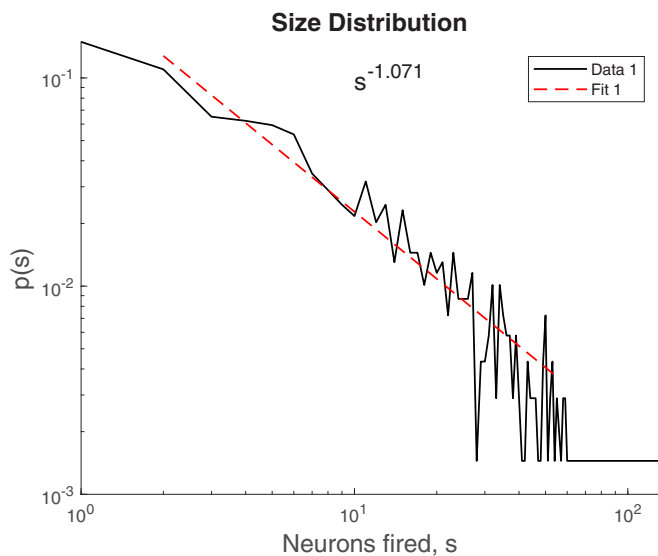 Size Distribution
s^-1.071
Data 1
Fit 1
10^-1
10^-2
10^-3
p(s)
10^0
10^1
10^2
Neurons fired, s